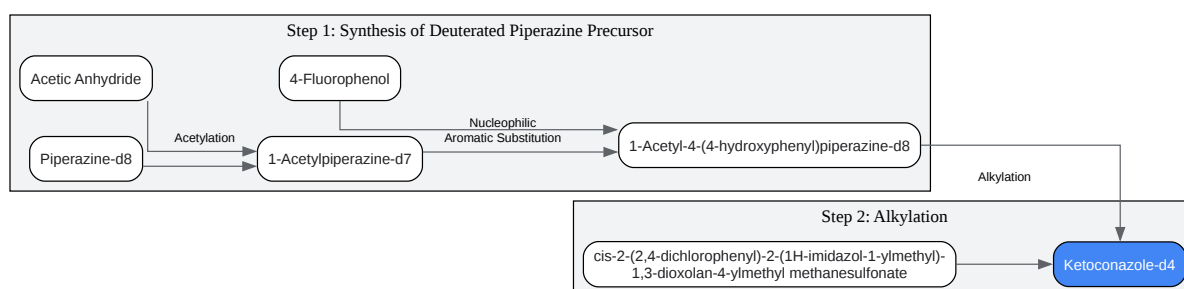 Step 1: Synthesis of Deuterated Piperazine Precursor
Acetic Anhydride
4-Fluorophenol
Nucleophilic
Aromatic Substitution
Acetylation
Piperazine-d8
1-Acetylpiperazine-d7
1-Acetyl-4-(4-hydroxyphenyl)piperazine-d8
Alkylation
Step 2: Alkylation
cis-2-(2,4-dichlorophenyl)-2-(1H-imidazol-1-ylmethyl)-
1,3-dioxolan-4-ylmethyl methanesulfonate
Ketoconazole-d4